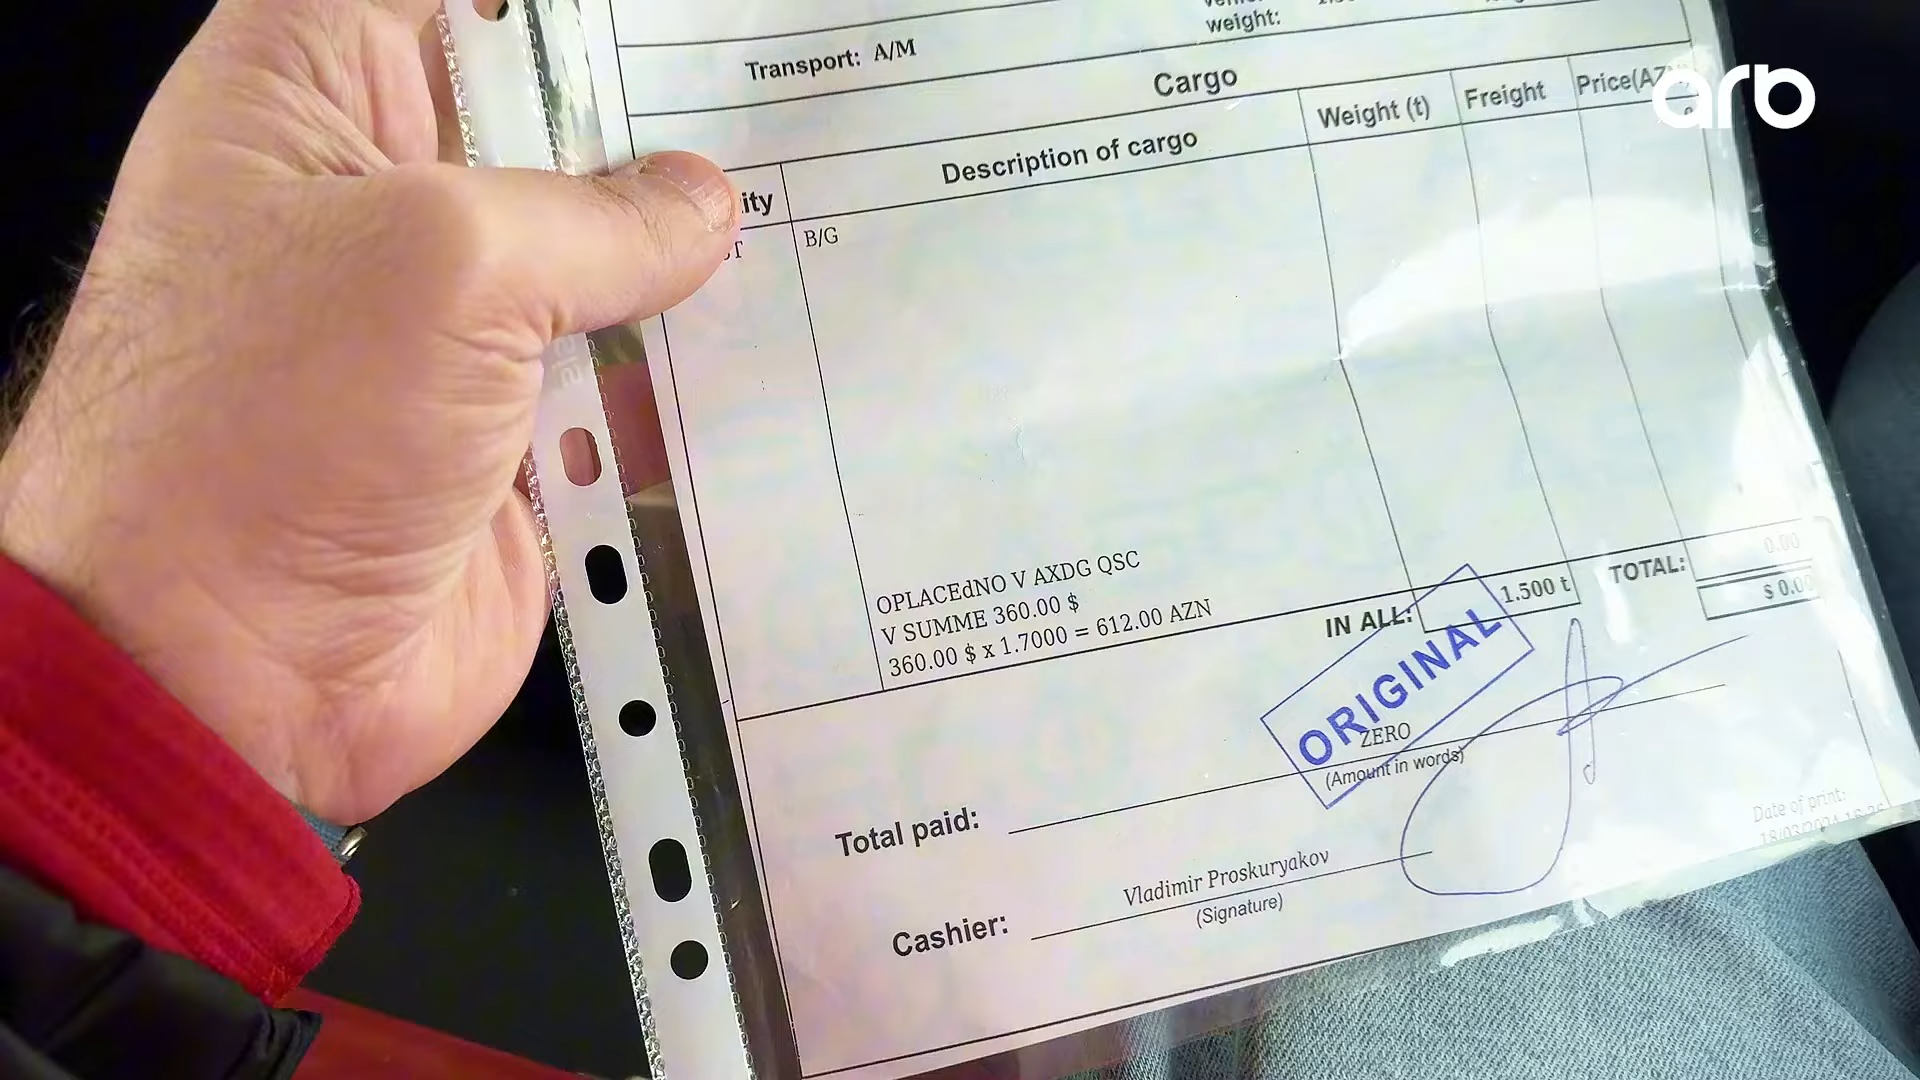 weight:
Transport: A/M
Cargo
arb
Description of cargo
Weight (t)
Freight
B/G
OPLACEdNO V AXDG QSC
V SUMME 360.00 $
360.00 $ x 1.7000 = 612.00 AZN
IN ALL:
1.500 t
TOTAL:
0.00
$ 0.00
ORIGINAL
ZERO
(Amount in words)
Total paid:
Vladimir Proskuryakov
Cashier:
(Signature)
Date of print: